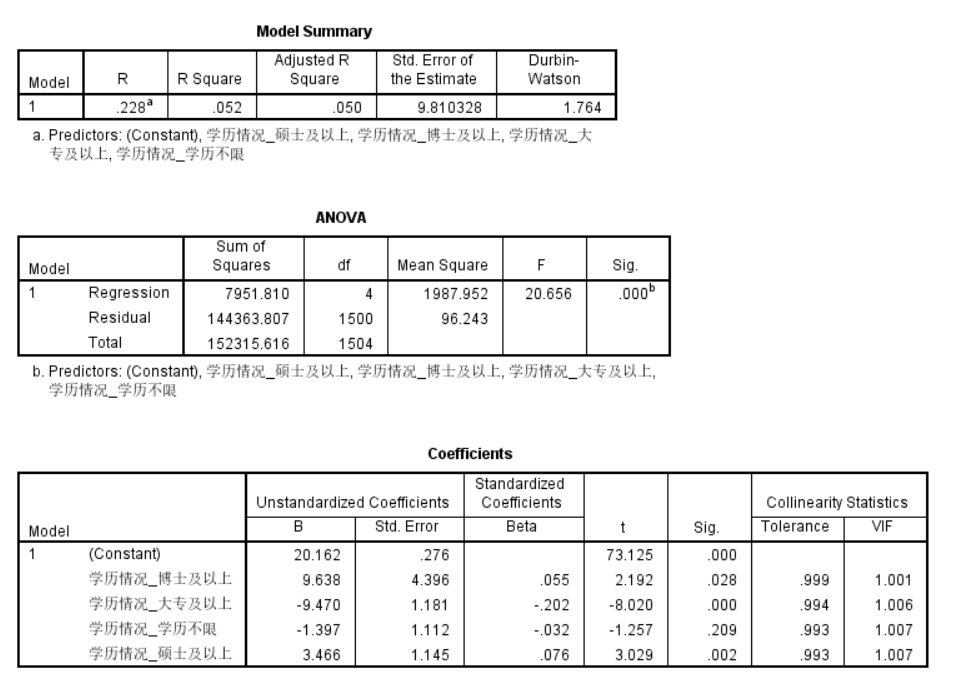 Model Summary
Model R R Square Adjusted R Square Std. Error of the Estimate Durbin-Watson
1 .228a .052 .050 9.810328 1.764
a. Predictors: (Constant), 学历情况_硕士及以上, 学历情况_博士及以上, 学历情况_大
专及以上, 学历情况_学历不限
ANOVA
Model Sum of Squares df Mean Square F Sig.
1 Regression 7951.810 4 1987.952 20.656 .000b
Residual 144363.807 1500 96.243
Total 152315.616 1504
b. Predictors: (Constant), 学历情况_硕士及以上, 学历情况_博士及以上, 学历情况_大专及以上,
学历情况_学历不限
Coefficients
Model Unstandardized Coefficients Standardized Coefficients t Sig. Collinearity Statistics
B Std. Error Beta Tolerance VIF
1 (Constant) 20.162 .276 73.125 .000
学历情况_博士及以上 9.638 4.396 .055 2.192 .028 .999 1.001
学历情况_大专及以上 -9.470 1.181 -.202 -8.020 .000 .994 1.006
学历情况_学历不限 -1.397 1.112 -.032 -1.257 .209 .993 1.007
学历情况_硕士及以上 3.466 1.145 .076 3.029 .002 .993 1.007